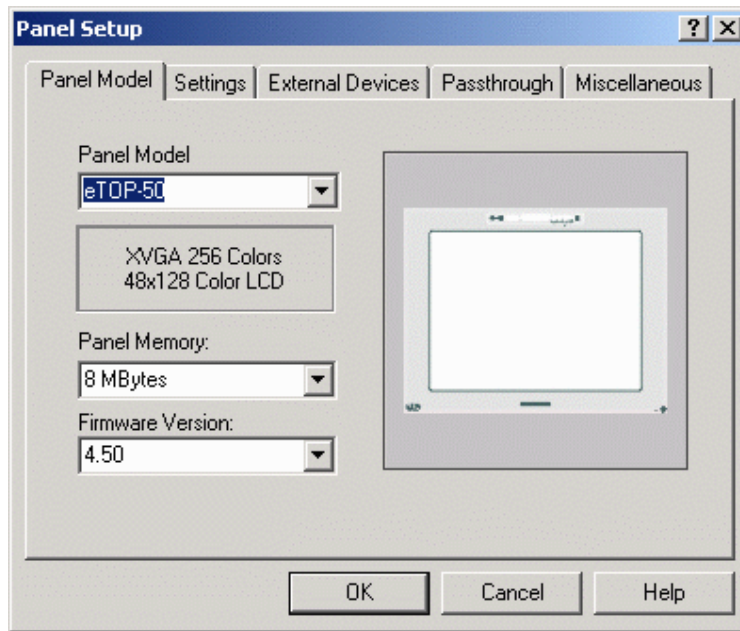 Panel Setup
Panel Model Settings External Devices Passthrough Miscellaneous
Panel Model
eTOP-50
XVGA 256 Colors
48x128 Color LCD
Panel Memory:
8 MBytes
Firmware Version:
4.50
OK Cancel Help